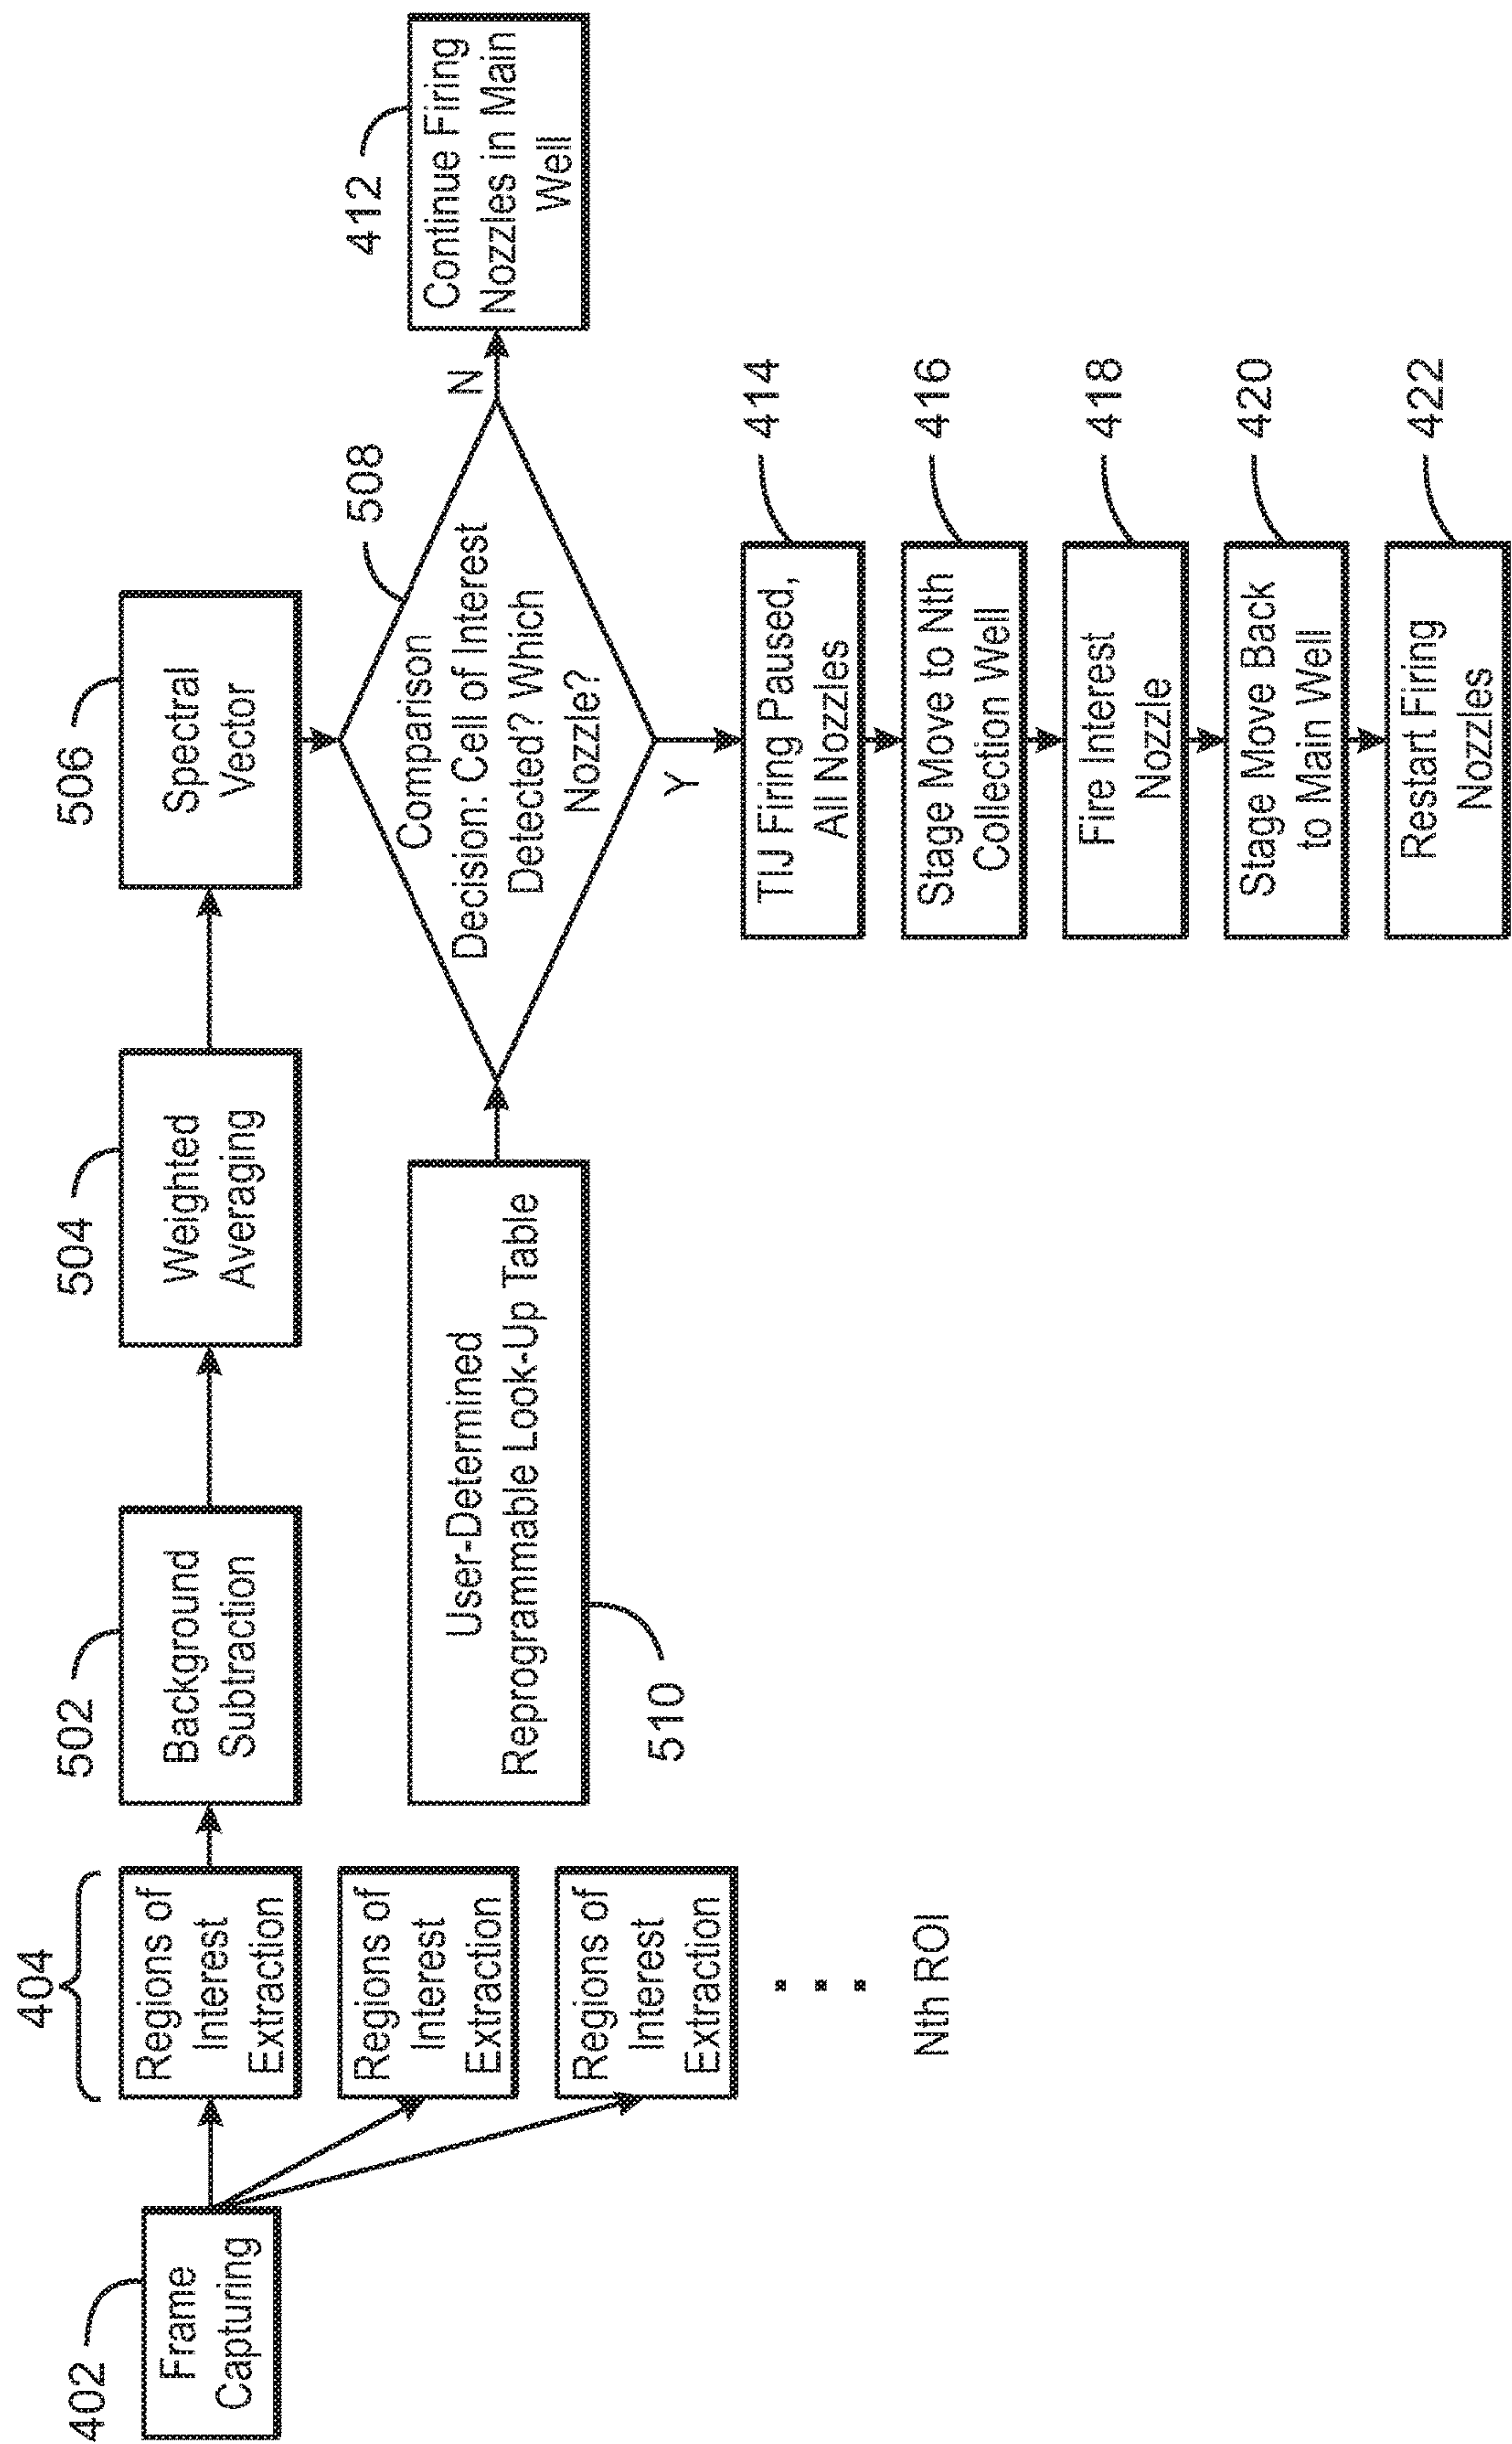 402
Frame
Capturing
404
Regions of
Interest
Extraction
Regions of
Interest
Extraction
Regions of
Interest
Extraction
Nth ROI
502
Background
Subtraction
504
Weighted
Averaging
506
Spectral
Vector
User-Determined
Reprogrammable Look-Up Table
510
508
Comparison
Decision: Cell of Interest
Detected? Which
Nozzle?
N
412
Continue Firing
Nozzles in Main
Well
Y
TIJ Firing Paused,
All Nozzles
414
Stage Move to Nth
Collection Well
416
Fire Interest
Nozzle
418
Stage Move Back
to Main Well
420
Restart Firing
Nozzles
422